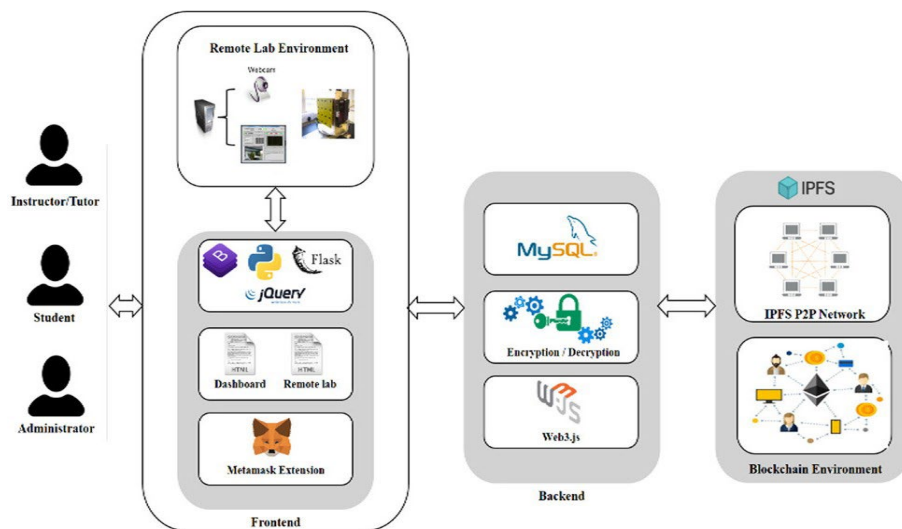 Remote Lab Environment
Webcam
Instructor/Tutor
Student
Administrator
B
Flask
jQuery
HTML
HTML
Dashboard
Remote lab
Metamask Extension
Frontend
MySQL
Encryption / Decryption
Web3.js
Backend
IPFS
IPFS P2P Network
Blockchain Environment